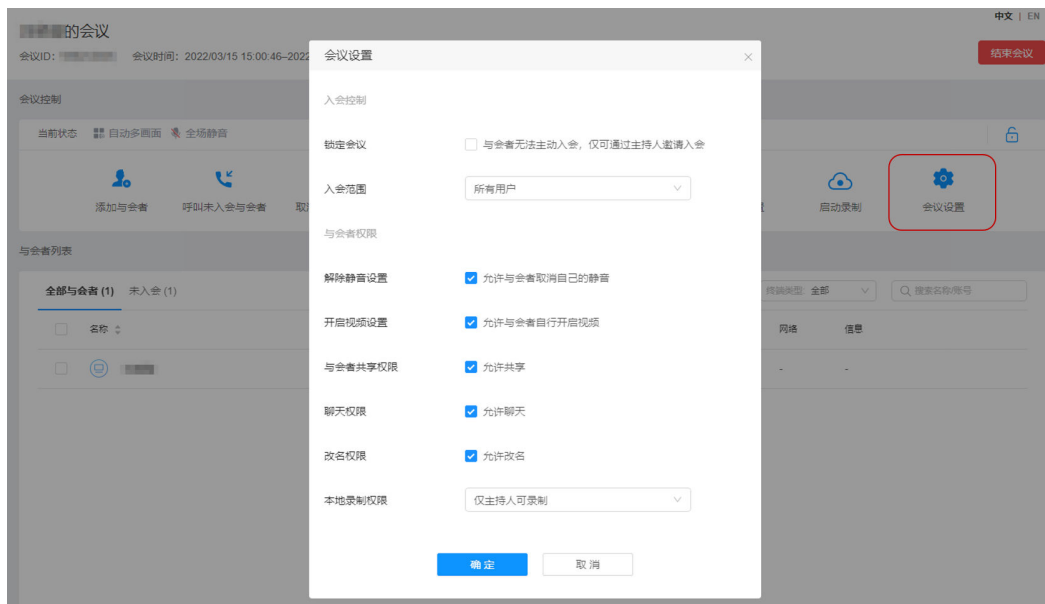 中文 | EN
的会议
会议ID: 会议时间: 2022/03/15 15:00:46–2022
结束会议
会议控制
当前状态 自动多画面 全场静音
添加与会者 呼叫未入会与会者 取 启动录制 会议设置
与会者列表
全部与会者 (1) 未入会 (1) 终端类型: 全部 搜索名称/账号
名称 网络 信息
- -
会议设置
入会控制
锁定会议 与会者无法主动入会，仅可通过主持人邀请入会
入会范围 所有用户
与会者权限
解除静音设置 允许与会者取消自己的静音
开启视频设置 允许与会者自行开启视频
与会者共享权限 允许共享
聊天权限 允许聊天
改名权限 允许改名
本地录制权限 仅主持人可录制
确定 取消